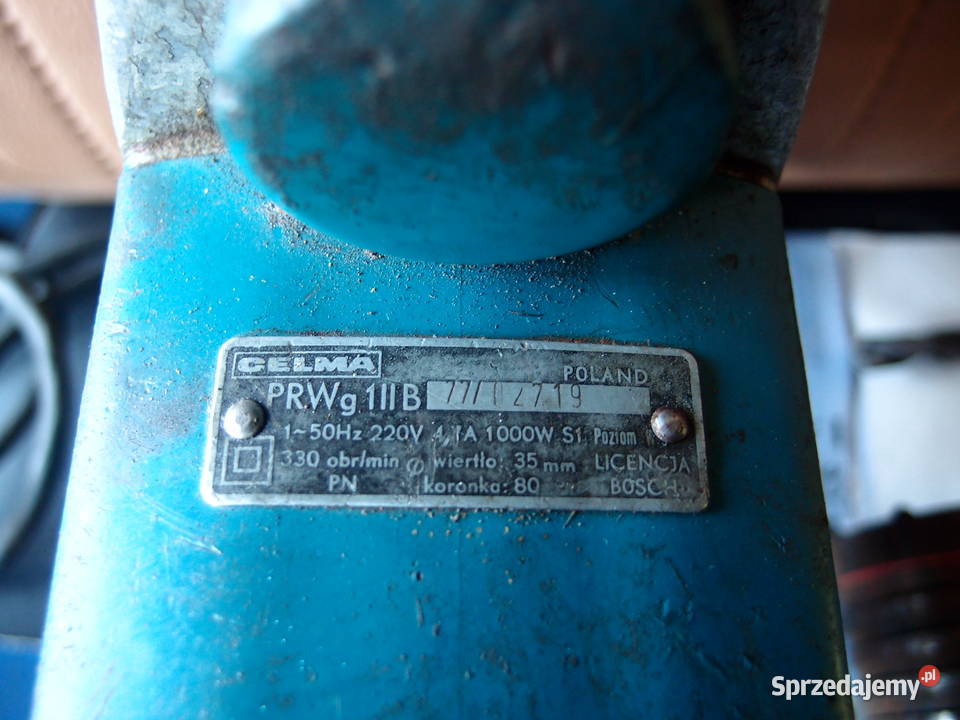 CELMA
POLAND
PRWg 1IIB 77/12719
1~50Hz 220V 4,1A 1000W S1 Poziom
330 obr/min ⌀ wiertło: 35 mm LICENCJA
PN koronka: 80 BOSCH
Sprzedajemy.pl